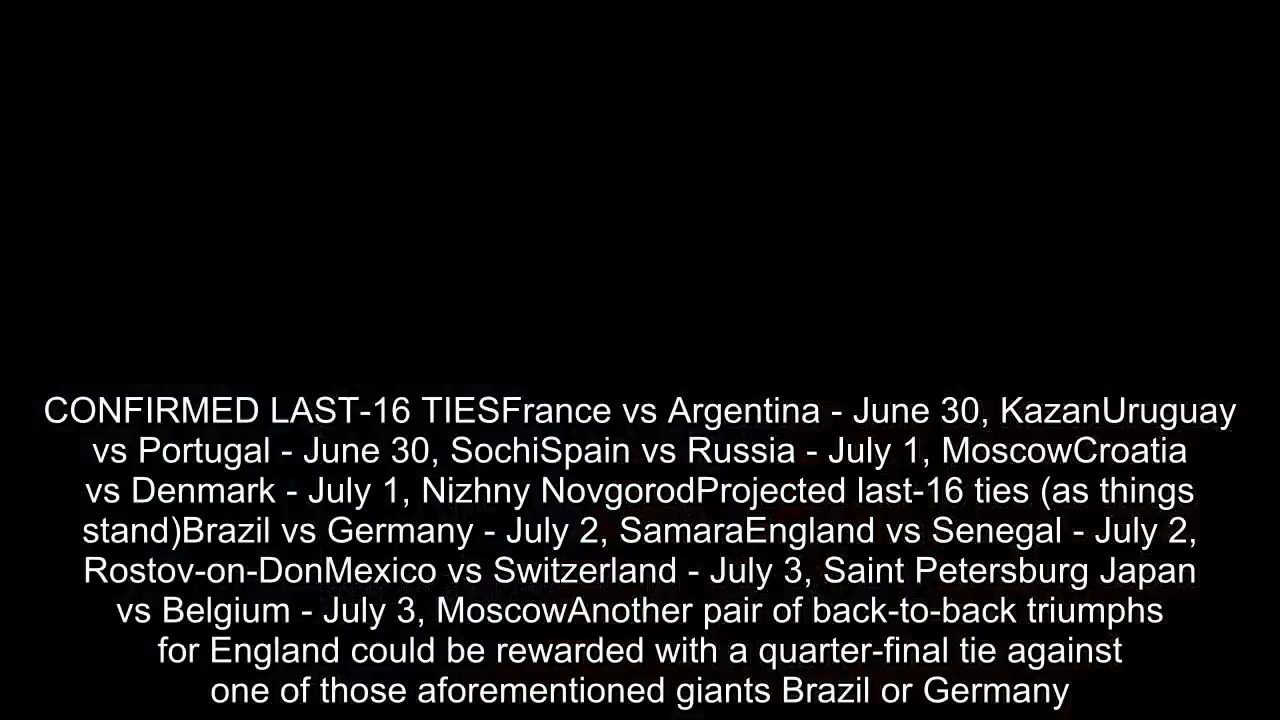 CONFIRMED LAST-16 TIESFrance vs Argentina - June 30, KazanUruguay
vs Portugal - June 30, SochiSpain vs Russia - July 1, MoscowCroatia
vs Denmark - July 1, Nizhny NovgorodProjected last-16 ties (as things
stand)Brazil vs Germany - July 2, SamaraEngland vs Senegal - July 2,
Rostov-on-DonMexico vs Switzerland - July 3, Saint Petersburg Japan
vs Belgium - July 3, MoscowAnother pair of back-to-back triumphs
for England could be rewarded with a quarter-final tie against
one of those aforementioned giants Brazil or Germany